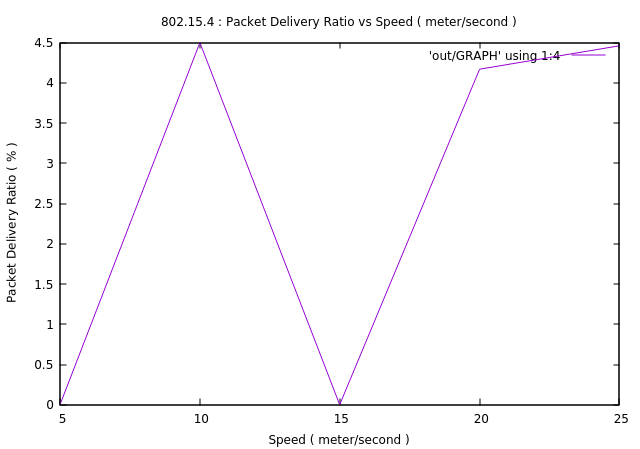 802.15.4 : Packet Delivery Ratio vs Speed ( meter/second )
'out/GRAPH' using 1:4
Packet Delivery Ratio ( % )
4.5
4
3.5
3
2.5
2
1.5
1
0.5
0
5 10 15 20 25
Speed ( meter/second )